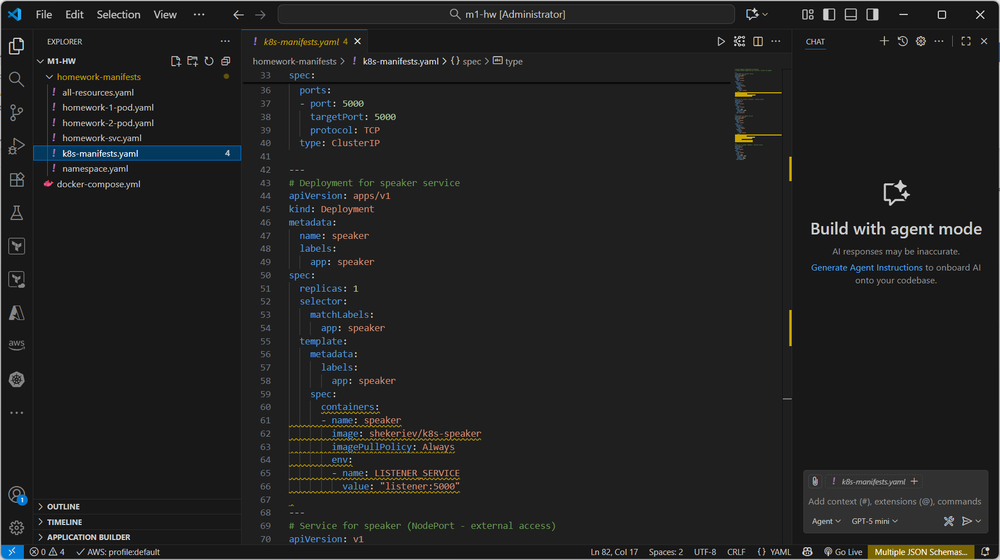 File Edit Selection View
m1-hw [Administrator]
EXPLORER
M1-HW
homework-manifests
all-resources.yaml
homework-1-pod.yaml
homework-2-pod.yaml
homework-svc.yaml
k8s-manifests.yaml 4
namespace.yaml
docker-compose.yml
OUTLINE
TIMELINE
APPLICATION BUILDER
aws
1
! k8s-manifests.yaml 4
homework-manifests > ! k8s-manifests.yaml > {} spec > abc type
33 spec:
36 ports:
37 - port: 5000
38 targetPort: 5000
39 protocol: TCP
40 type: ClusterIP
41
42 ---
43 # Deployment for speaker service
44 apiVersion: apps/v1
45 kind: Deployment
46 metadata:
47 name: speaker
48 labels:
49 app: speaker
50 spec:
51 replicas: 1
52 selector:
53 matchLabels:
54 app: speaker
55 template:
56 metadata:
57 labels:
58 app: speaker
59 spec:
60 containers:
61 - name: speaker
62 image: shekeriev/k8s-speaker
63 imagePullPolicy: Always
64 env:
65 - name: LISTENER_SERVICE
66 value: "listener:5000"
67
68 ---
69 # Service for speaker (NodePort - external access)
70 apiVersion: v1
CHAT
Build with agent mode
AI responses may be inaccurate.
Generate Agent Instructions to onboard AI
onto your codebase.
! k8s-manifests.yaml +
Add context (#), extensions (@), commands
Agent GPT-5 mini
0 4 AWS: profile:default
Ln 82, Col 17 Spaces: 2 UTF-8 CRLF {} YAML Go Live Multiple JSON Schemas...